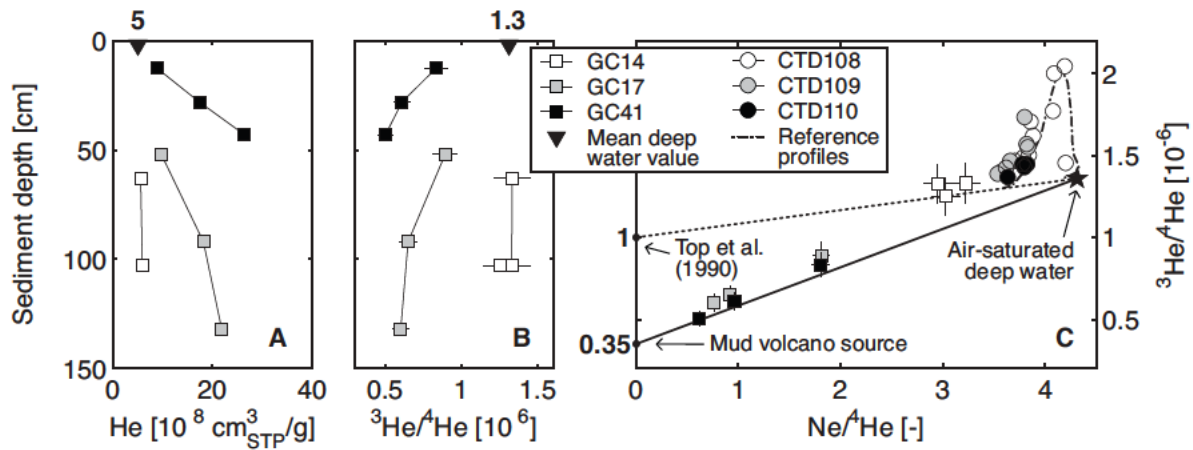 5
1.3
0
50
100
150
Sediment depth [cm]
A
0 20 40
He [10 8 cm3STP/g]
B
0.5 1 1.5
3He/4He [10 6]
GC14
GC17
GC41
Mean deep
water value
CTD108
CTD109
CTD110
Reference
profiles
1
Top et al.
(1990)
Air-saturated
deep water
0.35
Mud volcano source
C
0 1 2 3 4
Ne/4He [-]
2
1.5
1
0.5
3He/4He [10-6]